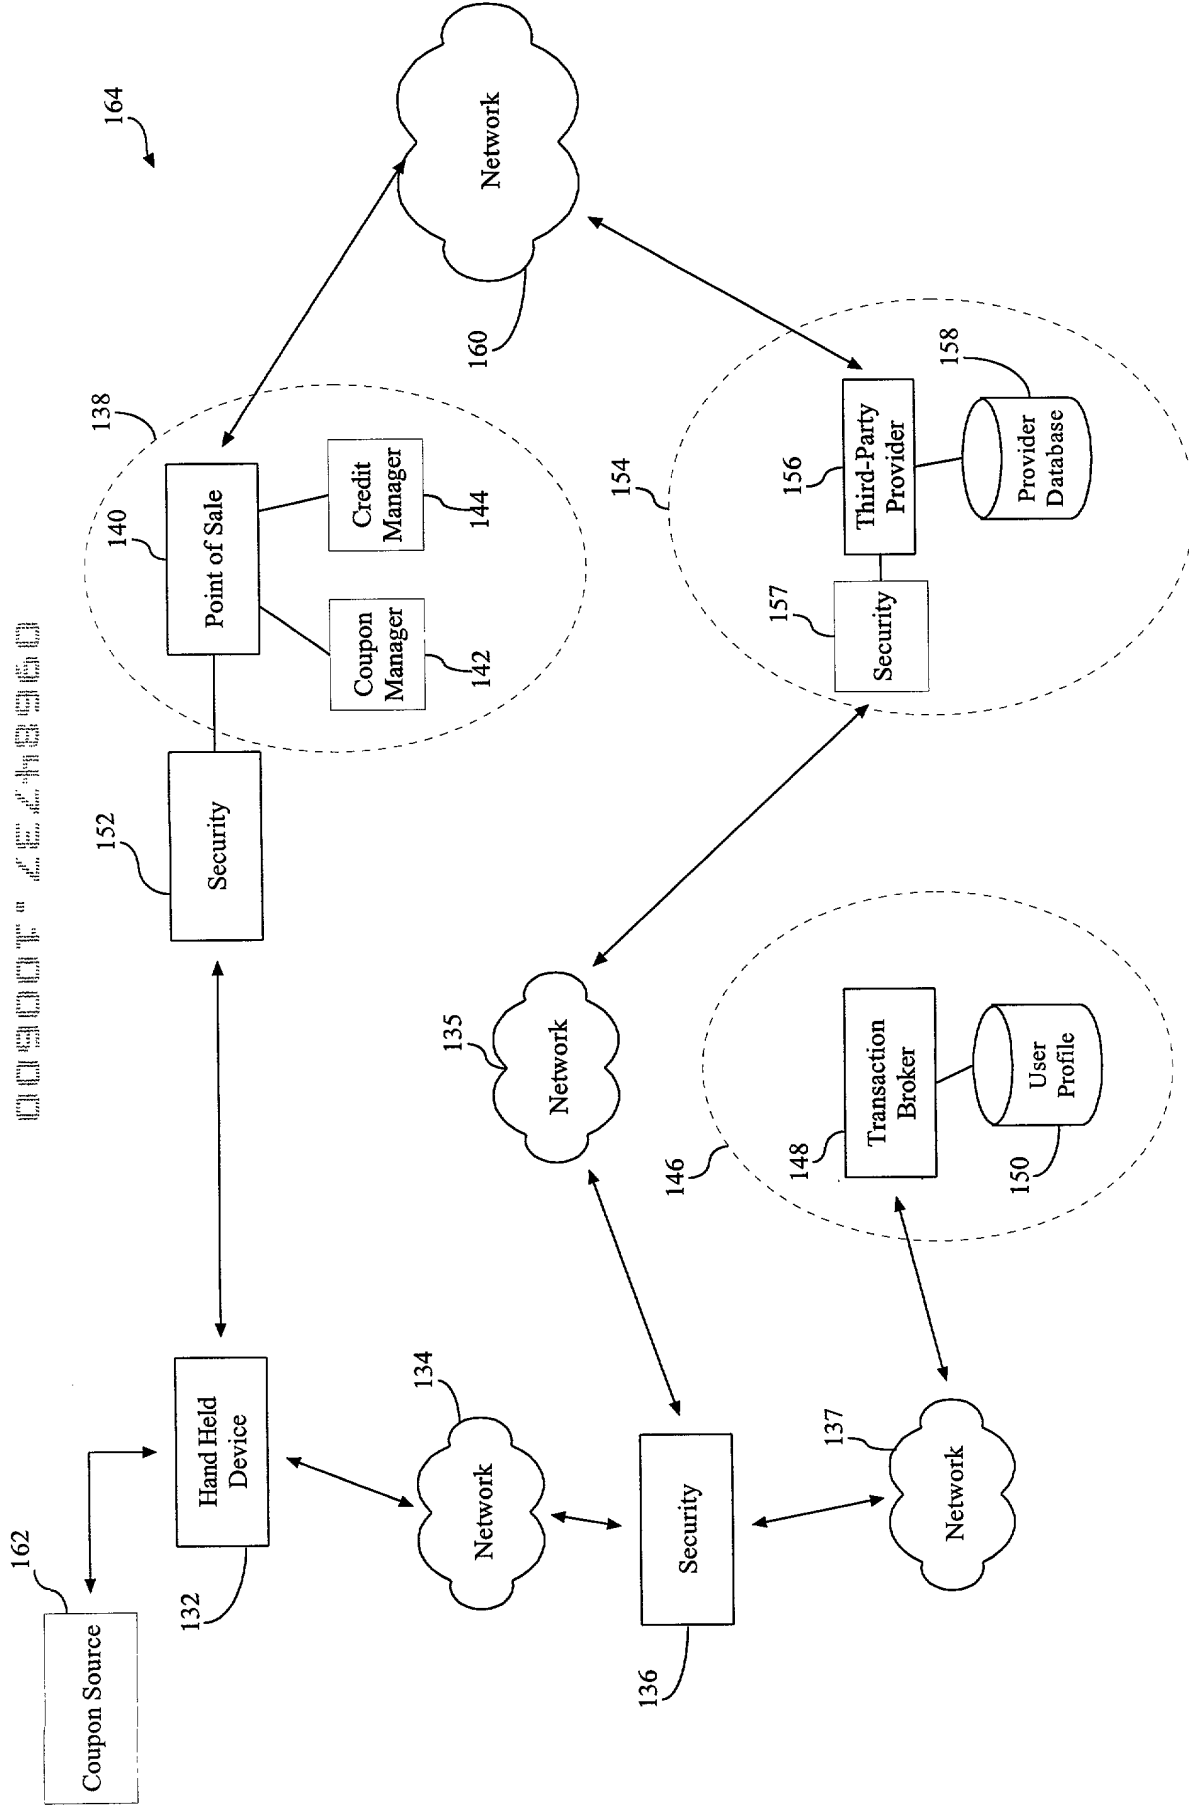 09684737 .100600
164
162
Coupon Source
Hand Held
Device
132
152
Security
140
Point of Sale
138
Coupon
Manager
142
Credit
Manager
144
Network
160
134
Network
135
Network
136
Security
137
Network
146
148
Transaction
Broker
150
User
Profile
154
157
Security
156
Third-Party
Provider
158
Provider
Database